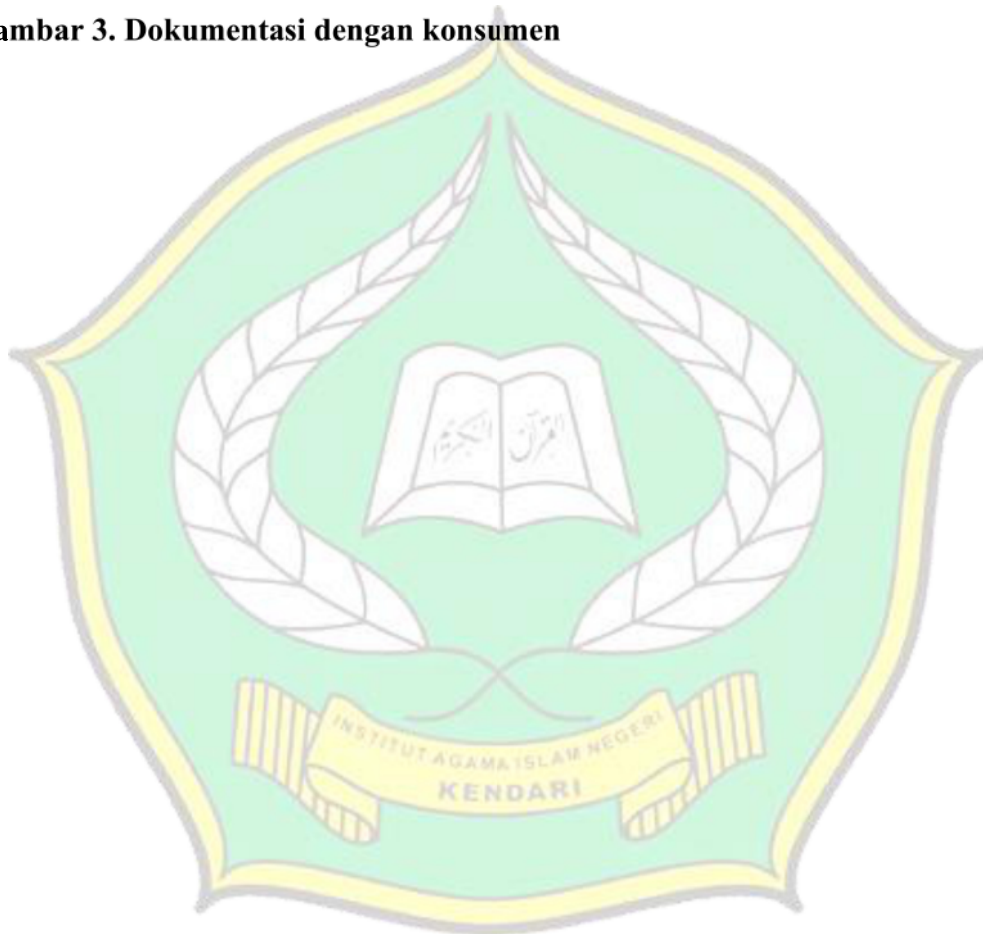 ambar 3. Dokumentasi dengan konsumen
القرآن الكريم
INSTITUT AGAMA ISLAM NEGERI
KENDARI